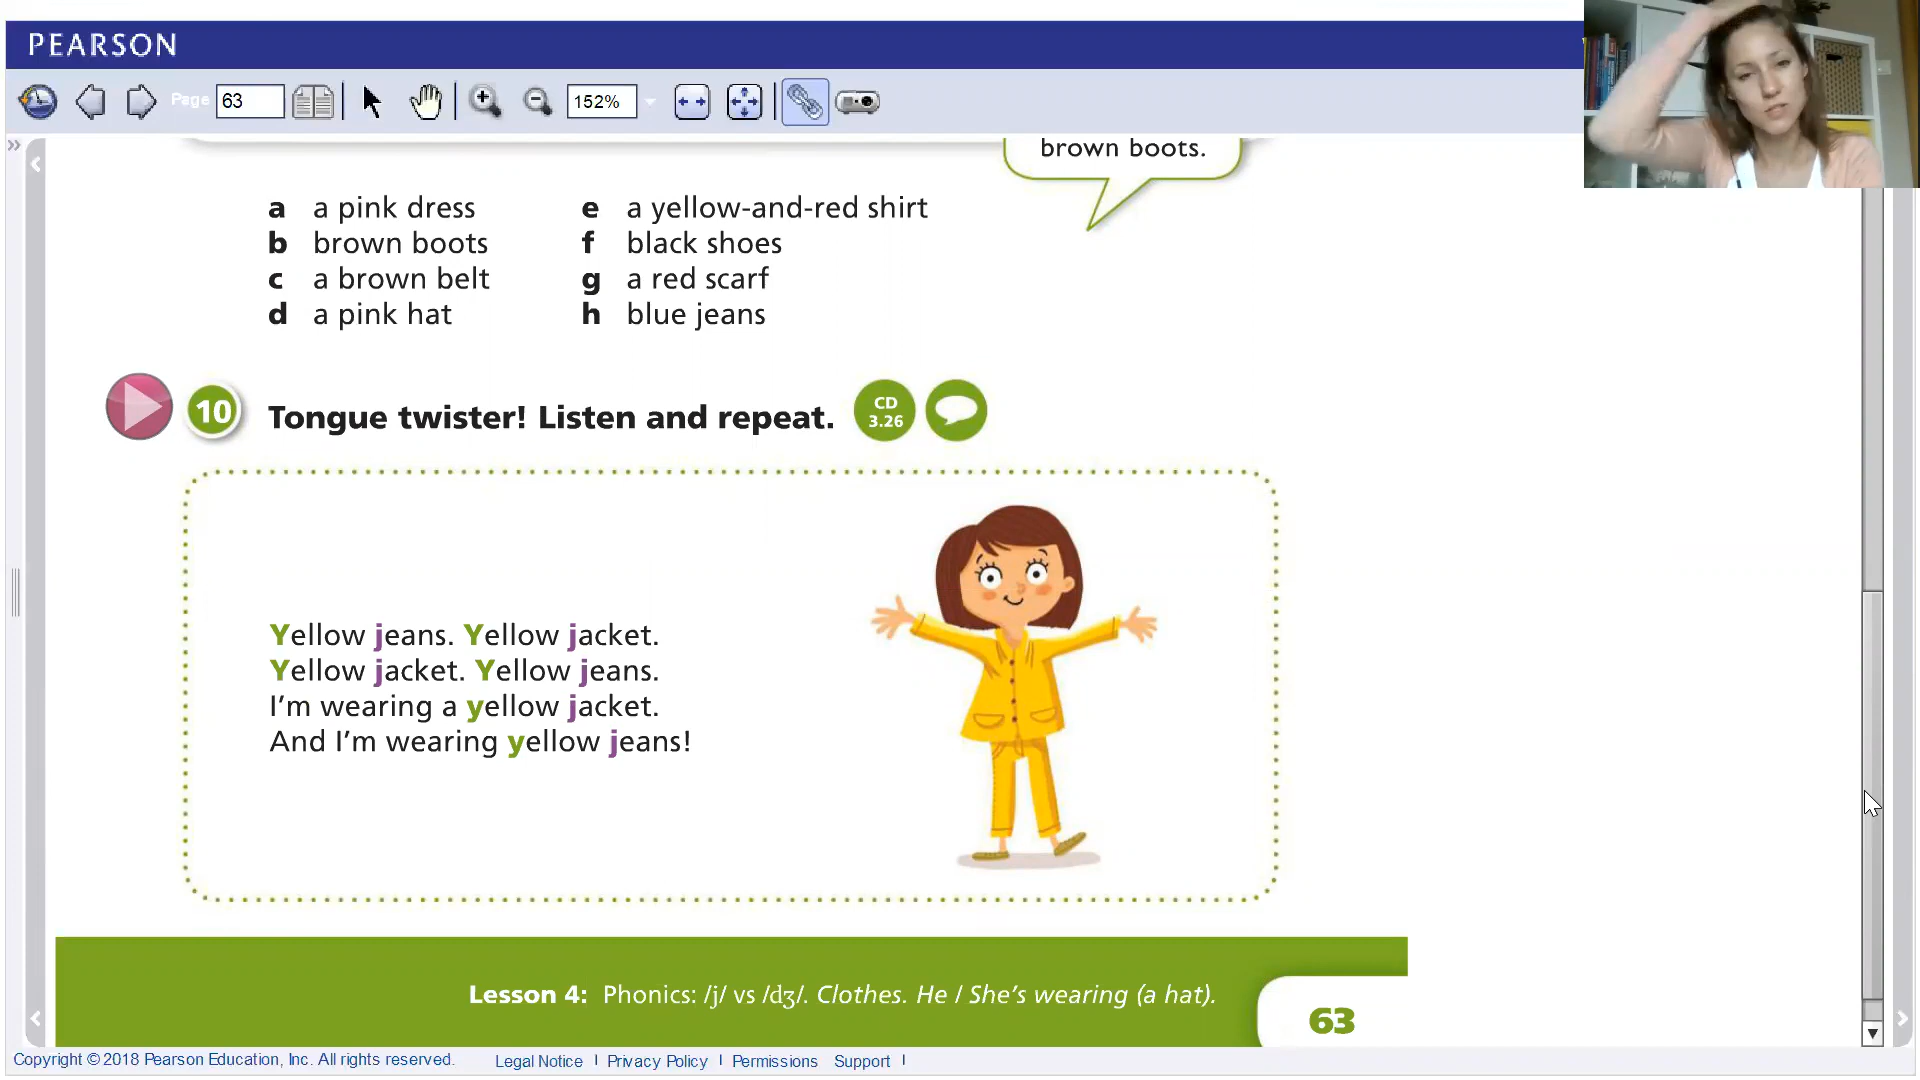 PEARSON
Page 63 152%
brown boots.
a a pink dress
b brown boots
c a brown belt
d a pink hat
e a yellow-and-red shirt
f black shoes
g a red scarf
h blue jeans
10 Tongue twister! Listen and repeat. CD 3.26
Yellow jeans. Yellow jacket.
Yellow jacket. Yellow jeans.
I'm wearing a yellow jacket.
And I'm wearing yellow jeans!
Lesson 4: Phonics: /j/ vs /dʒ/. Clothes. He / She's wearing (a hat).
63
Copyright © 2018 Pearson Education, Inc. All rights reserved. Legal Notice | Privacy Policy | Permissions Support |